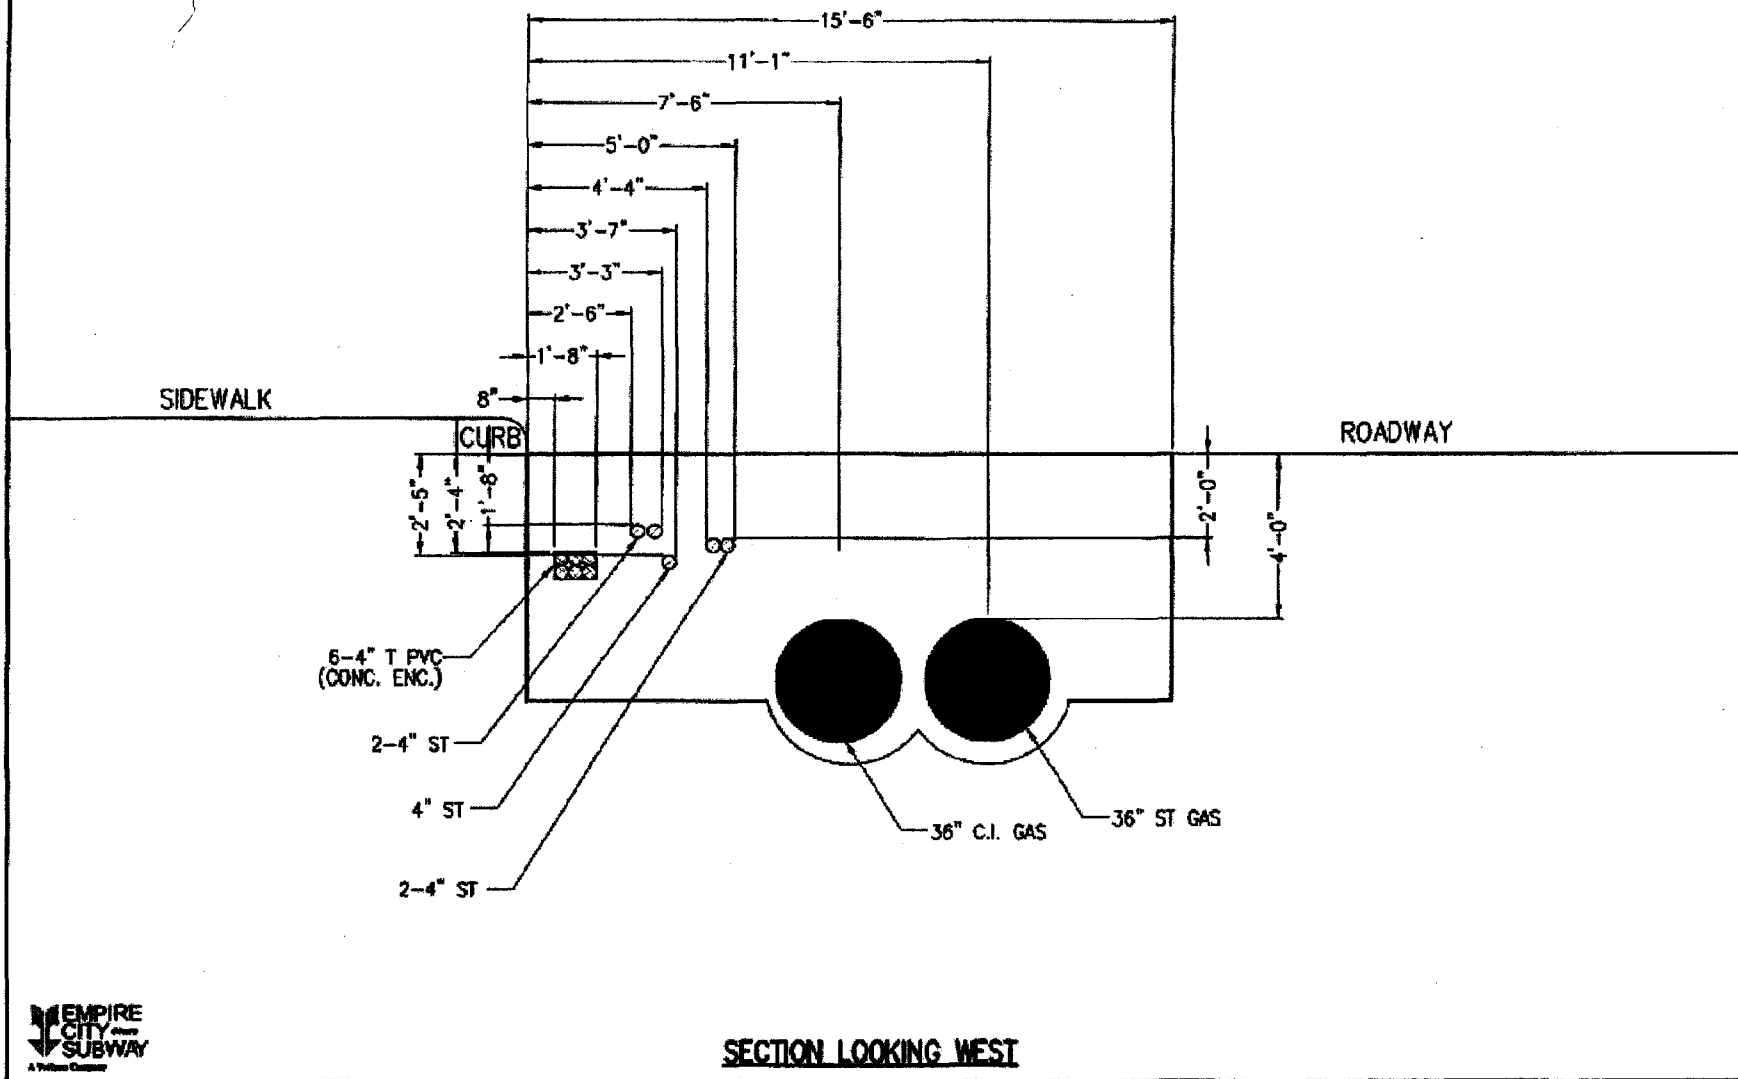 15'-6"
11'-1"
7'-6"
5'-0"
4'-4"
3'-7"
3'-3"
2'-6"
1'-8"
8"
SIDEWALK
CURB
ROADWAY
2'-5"
2'-4"
1'-8"
2'-0"
4'-0"
6-4" T PVC
(CONC. ENC.)
2-4" ST
4" ST
2-4" ST
36" C.I. GAS
36" ST GAS
EMPIRE
CITY
SUBWAY
A Verizon Company
SECTION LOOKING WEST